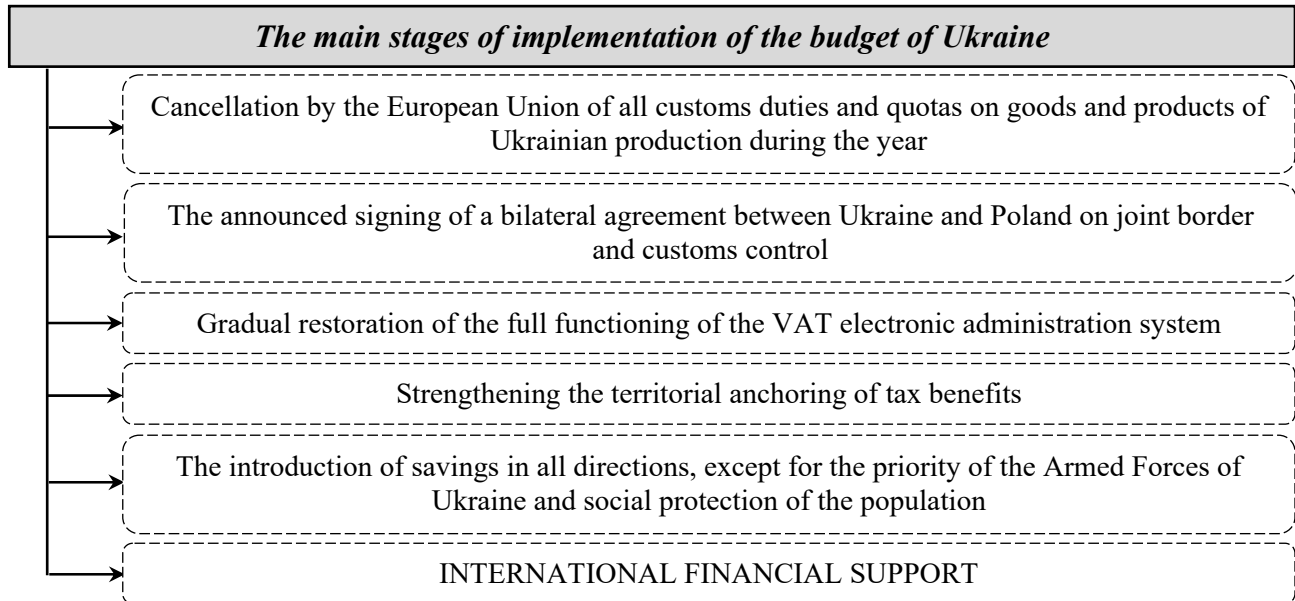 The main stages of implementation of the budget of Ukraine
Cancellation by the European Union of all customs duties and quotas on goods and products of
Ukrainian production during the year
The announced signing of a bilateral agreement between Ukraine and Poland on joint border
and customs control
Gradual restoration of the full functioning of the VAT electronic administration system
Strengthening the territorial anchoring of tax benefits
The introduction of savings in all directions, except for the priority of the Armed Forces of
Ukraine and social protection of the population
INTERNATIONAL FINANCIAL SUPPORT